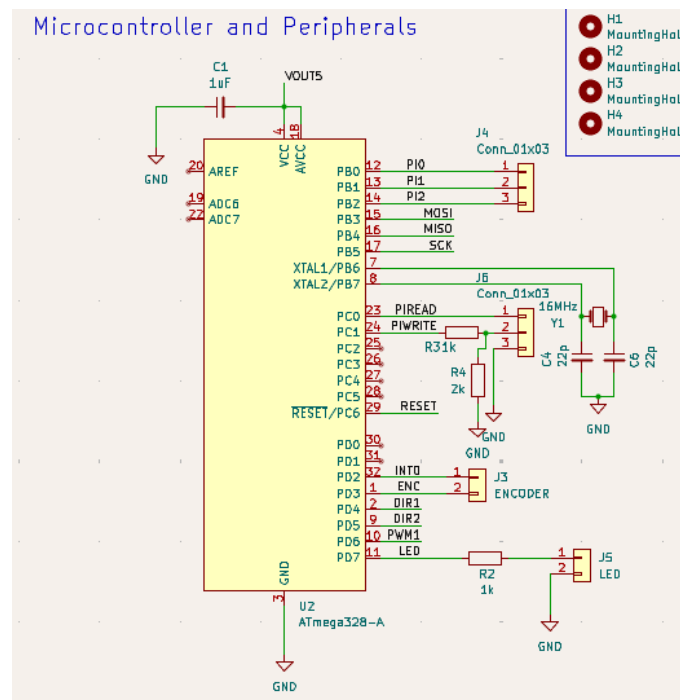 Microcontroller and Peripherals
H1
MountingHol
H2
MountingHol
H3
MountingHol
H4
MountingHol
C1
1uF
VOUT5
GND
4
18
VCC
AVCC
20
AREF
19
ADC6
22
ADC7
PB0 12 PI0
PB1 13 PI1
PB2 14 PI2
PB3 15 MOSI
PB4 16 MISO
PB5 17 SCK
XTAL1/PB6 7
XTAL2/PB7 8
PC0 23 PIREAD
PC1 24 PIWRITE
PC2 25
PC3 26
PC4 27
PC5 28
RESET/PC6 29 RESET
PD0 30
PD1 31
PD2 32 INT0
PD3 1 ENC
PD4 2 DIR1
PD5 9 DIR2
PD6 10 PWM1
PD7 11 LED
GND
3
U2
ATmega328-A
GND
J4
Conn_01x03
1
2
3
J6
Conn_01x03
1
2
3
16MHz
Y1
R31k
R4
2k
GND
GND
C4
22p
C6
22p
GND
1
2
J3
ENCODER
R2
1k
1
2
J5
LED
GND